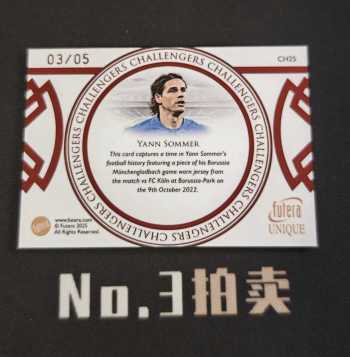 03/05
CH25
CHALLENGERS CHALLENGERS CHALLENGERS CHALLENGERS CHALLENGERS CHALLENGERS
YANN SOMMER
This card captures a time in Yann Sommer's
football history featuring a piece of his Borussia
Münchengladbach game worn jersey from
the match vs FC Köln at Borussia-Park on
the 9th October 2022.
www.futera.com
© Futera 2025
All Rights Reserved.
futera
UNIQUE
No.3拍卖